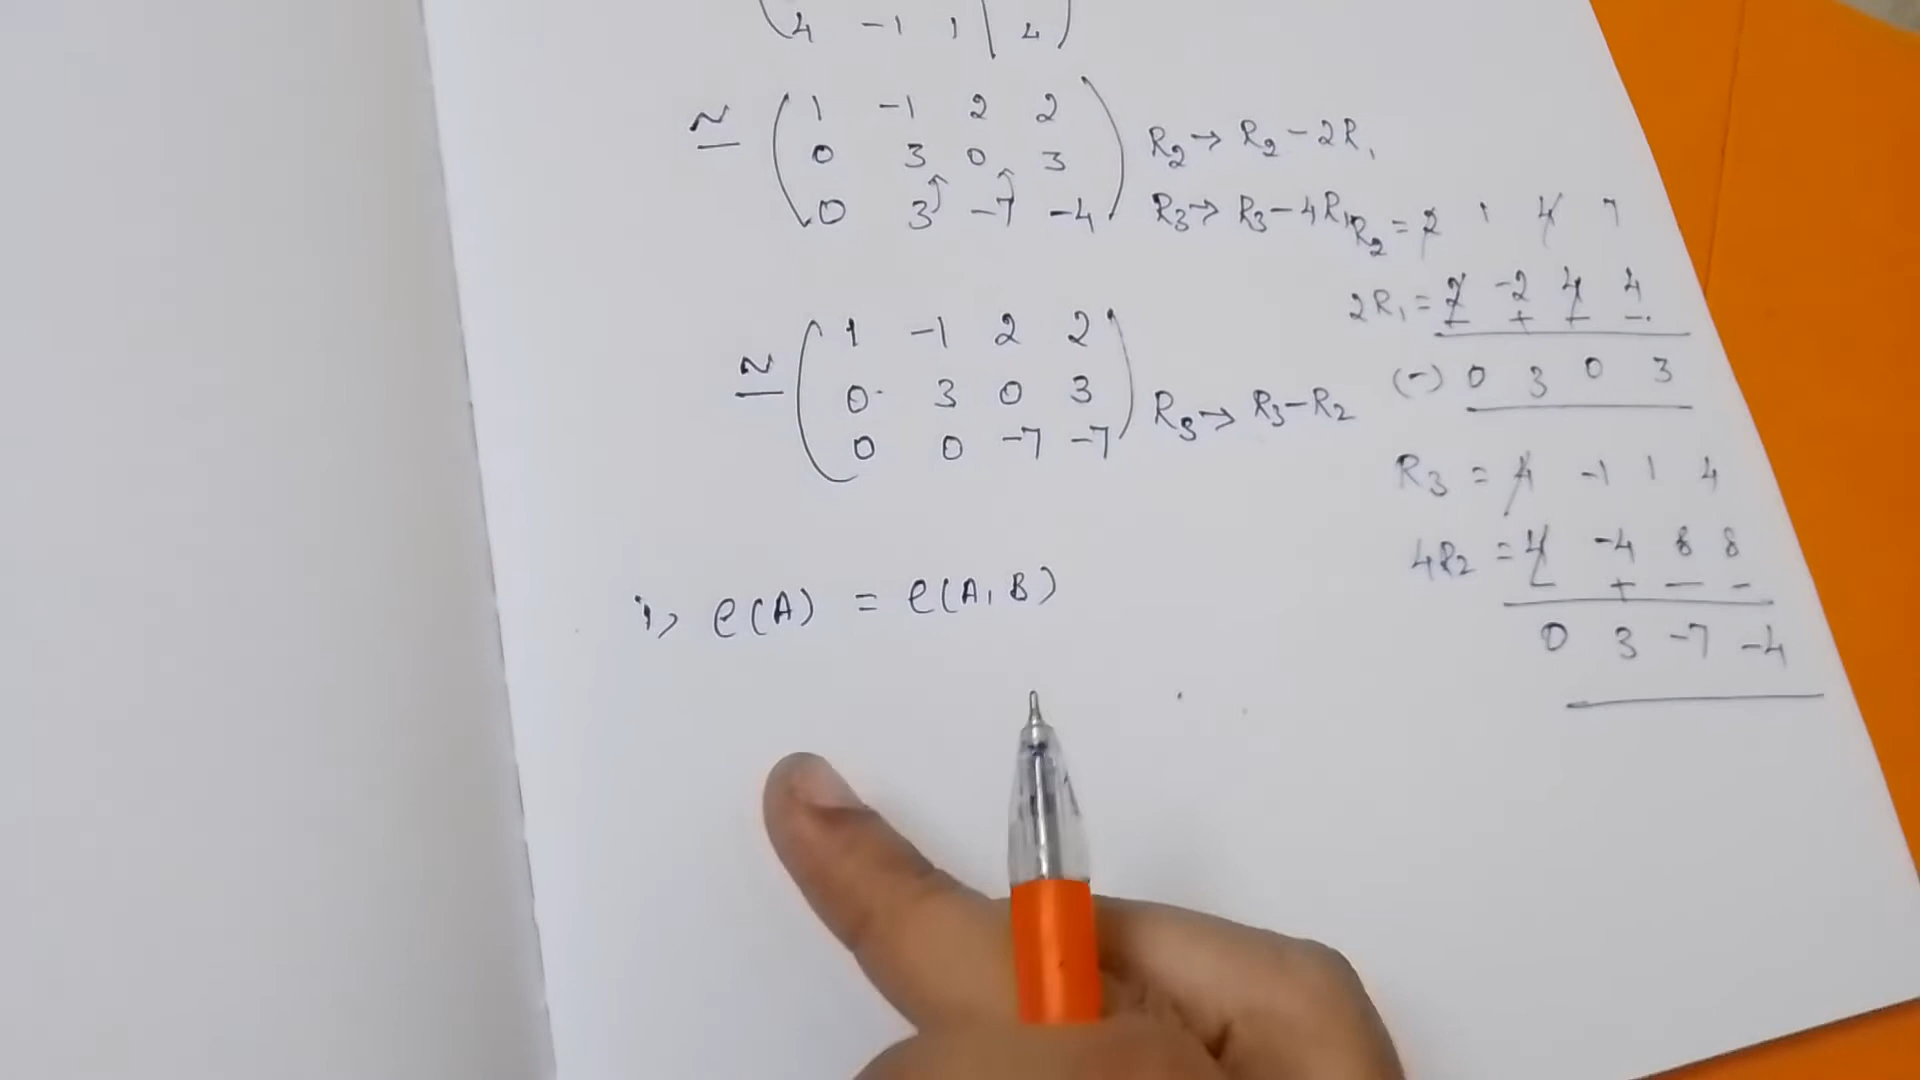 4 -1 1 | 4
≅ 1 -1 2 2
0 3 0 3 R₂ → R₂ - 2R₁
0 3 -7 -4 R₃ → R₃ - 4R₁
≅ 1 -1 2 2
0 3 0 3
0 0 -7 -7 R₃ → R₃ - R₂
i) ρ(A) = ρ(A, B)
R₂ = 2 1 4 7
2R₁ = 2 -2 4 4
- + - -
(-) 0 3 0 3
R₃ = 4 -1 1 4
4R₂ = 4 -4 8 8
- + - -
0 3 -7 -4